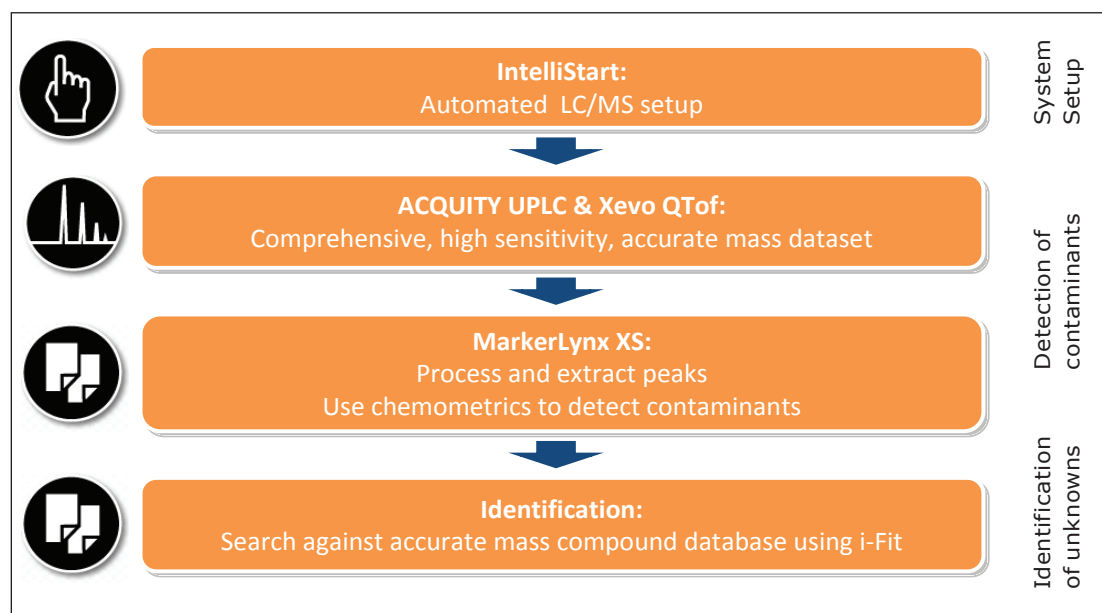 IntelliStart:
Automated LC/MS setup
System
Setup
ACQUITY UPLC & Xevo QTof:
Comprehensive, high sensitivity, accurate mass dataset
Detection of
contaminants
MarkerLynx XS:
Process and extract peaks
Use chemometrics to detect contaminants
Identification:
Search against accurate mass compound database using i-Fit
Identification
of unknowns